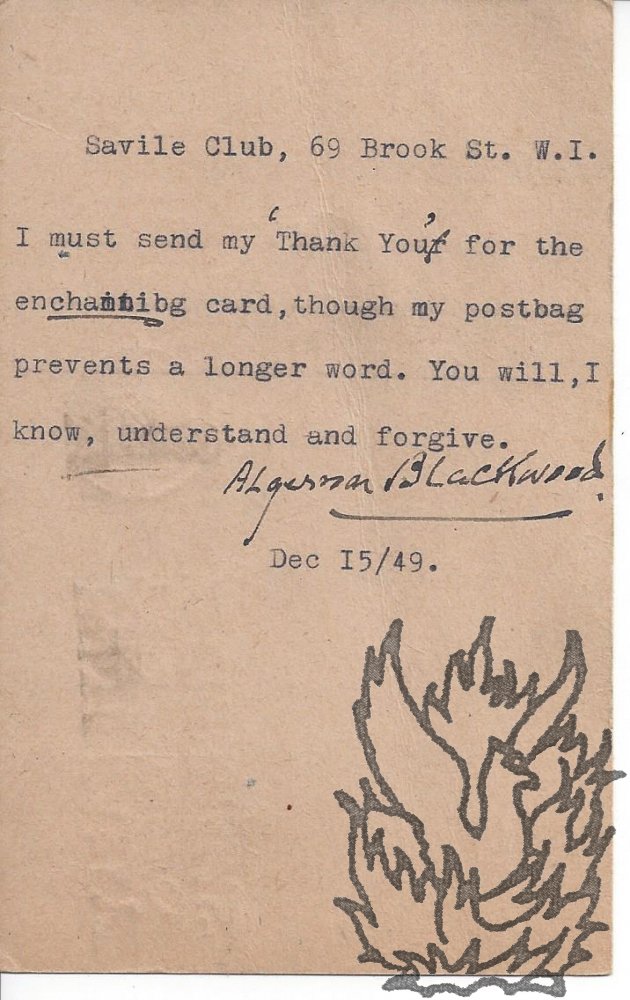 Savile Club, 69 Brook St. W.I.
I must send my 'Thank You' for the
enchaintibg card,though my postbag
prevents a longer word. You will,I
know, understand and forgive.
Algernon Blackwood.
Dec I5/49.